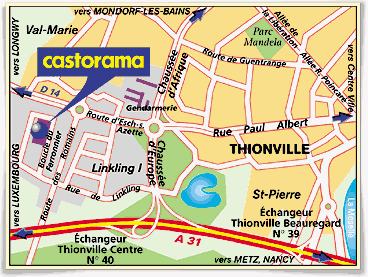 vers LONGWY
vers MONDORF-LES-BAINS
Val-Marie
castorama
D 14
Gendarmerie
Chaussée
d'Afrique
Parc
Mandela
Allée de
la Libération
Allée R. Poincaré
vers Centre Ville
Route de Guentrange
Route d'Esch-s.
Azette
Rue Paul Albert
THIONVILLE
Boucle du
Ferronnier
Route des Romains
Linkling I
Rue de Linkling
Chaussée
d'Europe
vers LUXEMBOURG
St-Pierre
Échangeur
Thionville Beauregard
N° 39
Échangeur
Thionville Centre
N° 40
A 31
vers METZ, NANCY